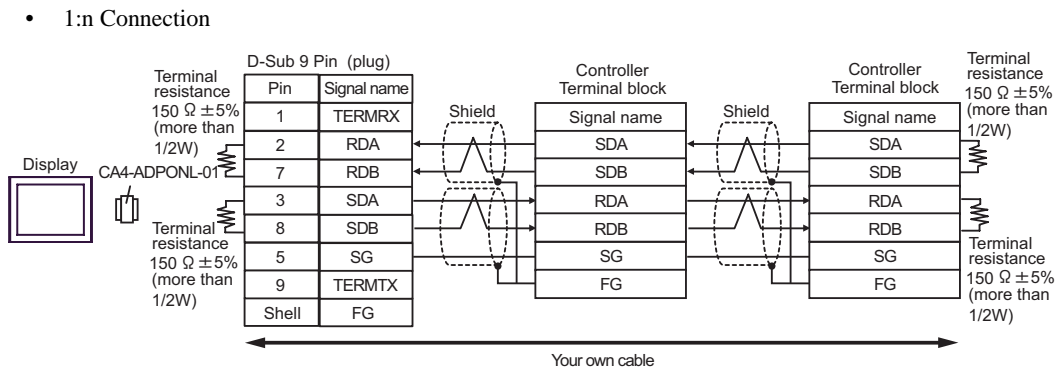 • 1:n Connection
D-Sub 9 Pin (plug)
Terminal
resistance
150 Ω ±5%
(more than
1/2W)
Pin Signal name
1 TERMRX
2 RDA
7 RDB
3 SDA
8 SDB
5 SG
9 TERMTX
Shell FG
Display
CA4-ADPONL-01
Terminal
resistance
150 Ω ±5%
(more than
1/2W)
Shield
Controller
Terminal block
Signal name
SDA
SDB
RDA
RDB
SG
FG
Shield
Controller
Terminal block
Signal name
SDA
SDB
RDA
RDB
SG
FG
Terminal
resistance
150 Ω ±5%
(more than
1/2W)
Terminal
resistance
150 Ω ±5%
(more than
1/2W)
Your own cable